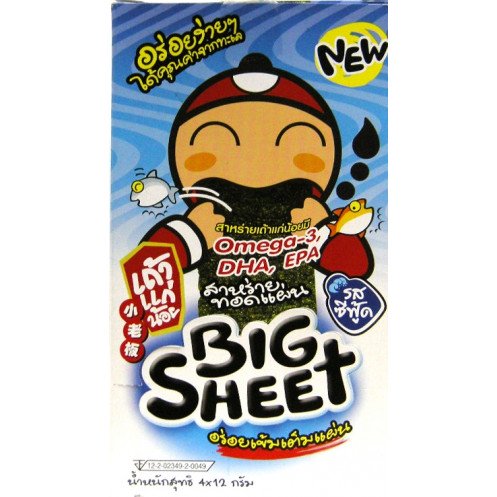 อร่อยง่ายๆ
ได้คุณค่าจากทะเล
NEW
สาหร่ายเถ้าแก่น้อยมี
Omega-3,
DHA, EPA
สาหร่าย
ทอดแผ่น
เถ้า
แก่
น้อย
小老板
รส
ซีฟู้ด
BIG
SHEET
อร่อยเข้มเต็มแผ่น
12-2-02349-2-0049
น้ำหนักสุทธิ 4x12 กรัม